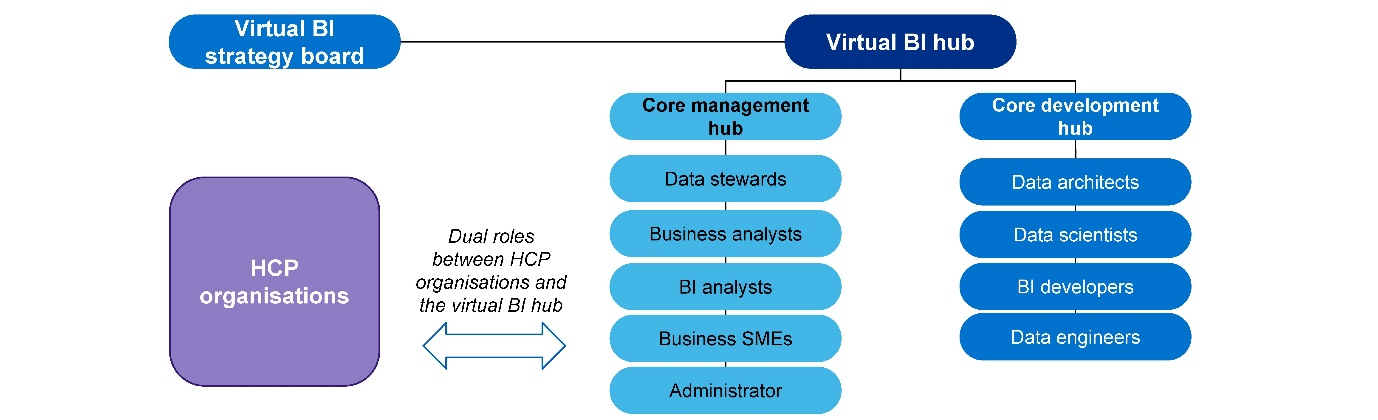 Virtual BI
strategy board
Virtual BI hub
Core management
hub
Data stewards
Business analysts
BI analysts
Business SMEs
Administrator
Core development
hub
Data architects
Data scientists
BI developers
Data engineers
HCP
organisations
Dual roles
between HCP
organisations and
the virtual BI hub